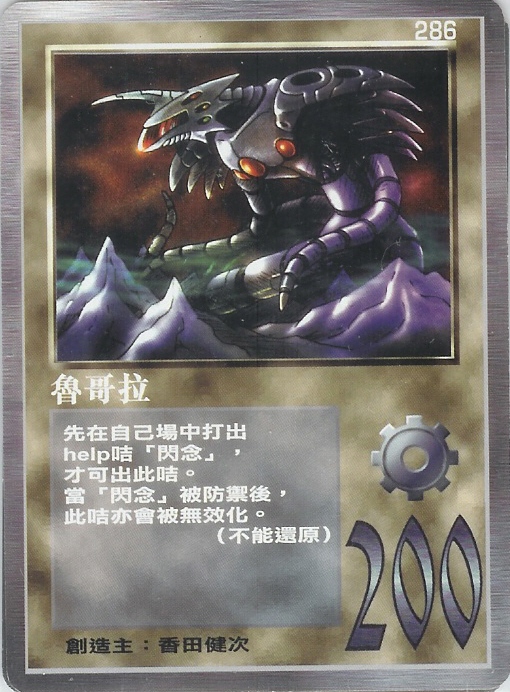 286
魯哥拉
先在自己場中打出
help咭「閃念」，
才可出此咭。
當「閃念」被防禦後，
此咭亦會被無效化。
(不能還原)
200
創造主：香田健次